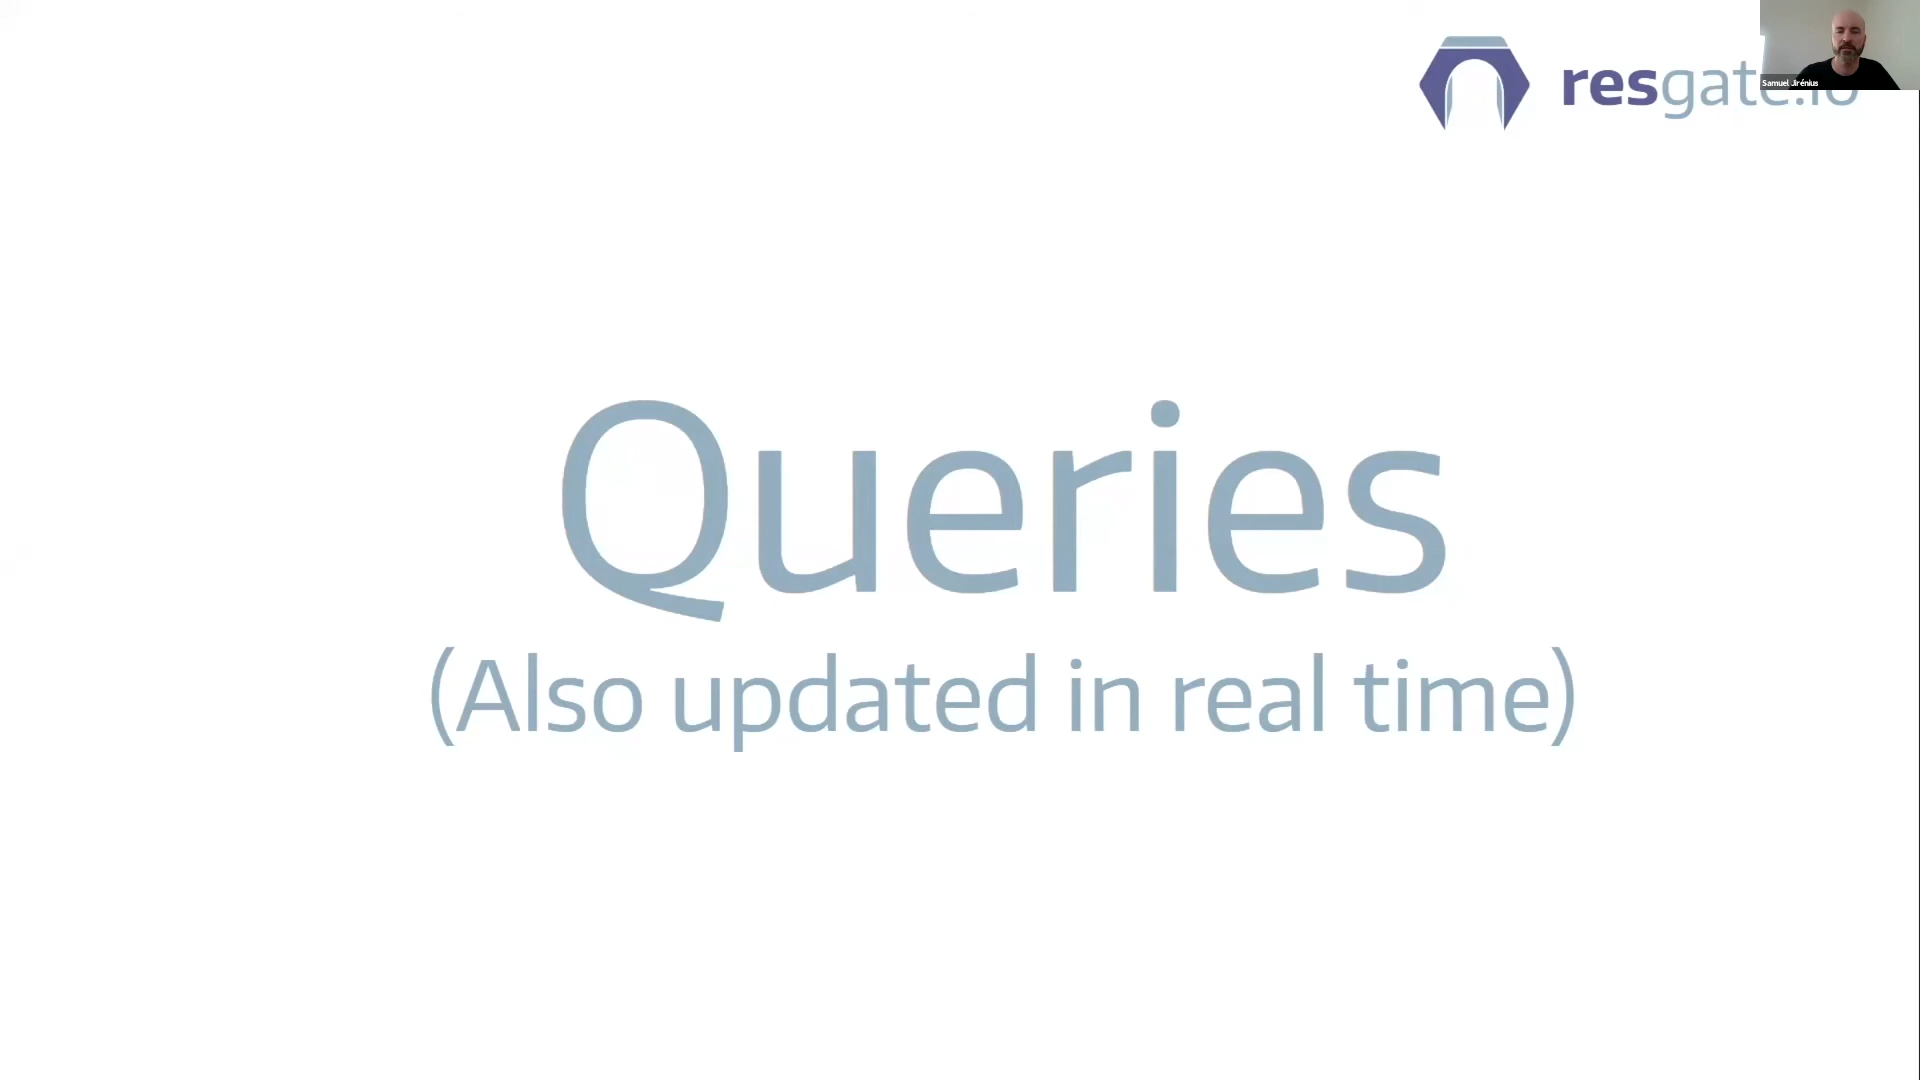 resgate.io
Samuel Jirénius
Queries
(Also updated in real time)